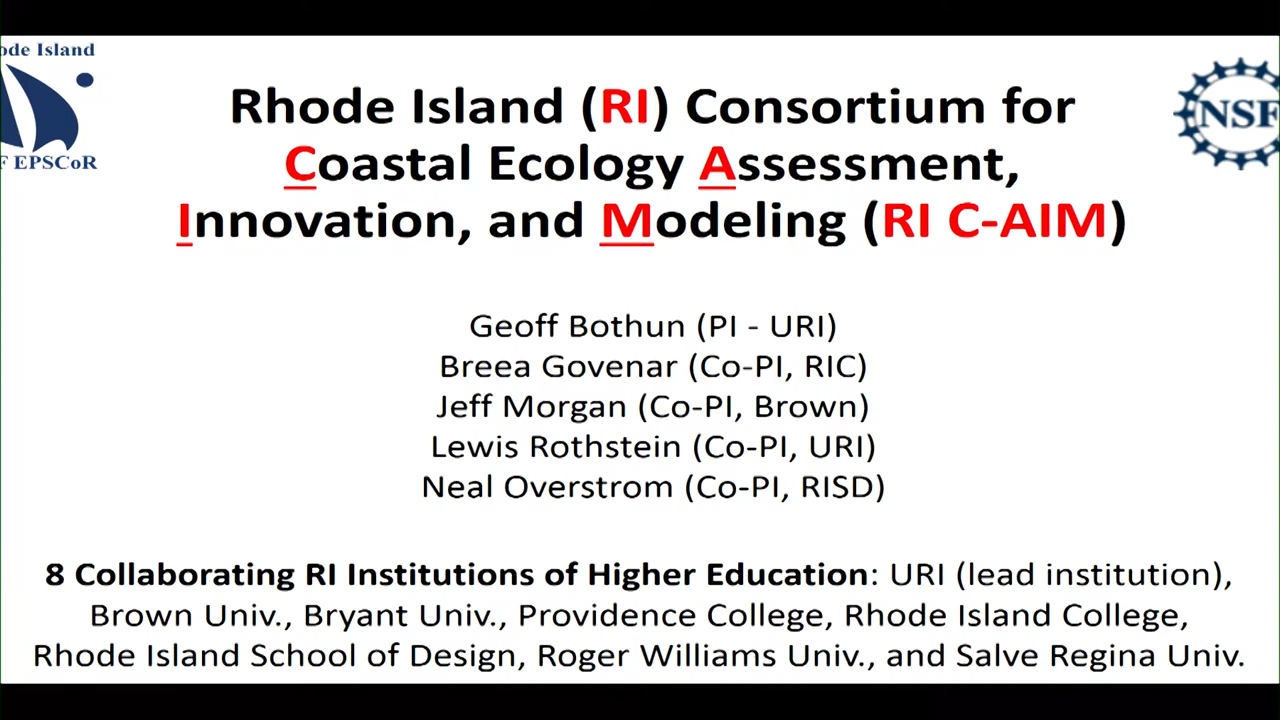 ode Island
F EPSCoR
Rhode Island (RI) Consortium for
Coastal Ecology Assessment,
Innovation, and Modeling (RI C-AIM)
NSF
Geoff Bothun (PI - URI)
Breea Govenar (Co-PI, RIC)
Jeff Morgan (Co-PI, Brown)
Lewis Rothstein (Co-PI, URI)
Neal Overstrom (Co-PI, RISD)
8 Collaborating RI Institutions of Higher Education: URI (lead institution),
Brown Univ., Bryant Univ., Providence College, Rhode Island College,
Rhode Island School of Design, Roger Williams Univ., and Salve Regina Univ.